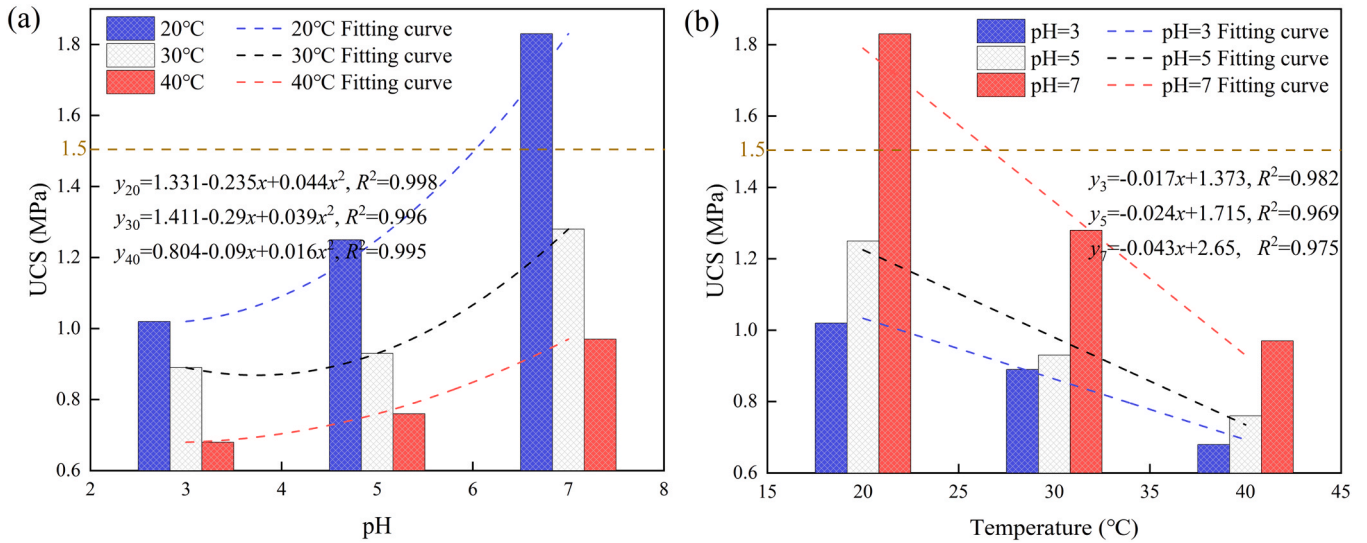 (a)
20℃ 20℃ Fitting curve
30℃ 30℃ Fitting curve
40℃ 40℃ Fitting curve
1.5
y₂₀=1.331-0.235x+0.044x², R²=0.998
y₃₀=1.411-0.29x+0.039x², R²=0.996
y₄₀=0.804-0.09x+0.016x², R²=0.995
UCS (MPa)
1.8
1.6
1.4
1.2
1.0
0.8
0.6
2 3 4 5 6 7 8
pH
(b)
pH=3 pH=3 Fitting curve
pH=5 pH=5 Fitting curve
pH=7 pH=7 Fitting curve
1.5
y₃=-0.017x+1.373, R²=0.982
y₅=-0.024x+1.715, R²=0.969
y₇=-0.043x+2.65, R²=0.975
UCS (MPa)
1.8
1.6
1.4
1.2
1.0
0.8
0.6
15 20 25 30 35 40 45
Temperature (℃)